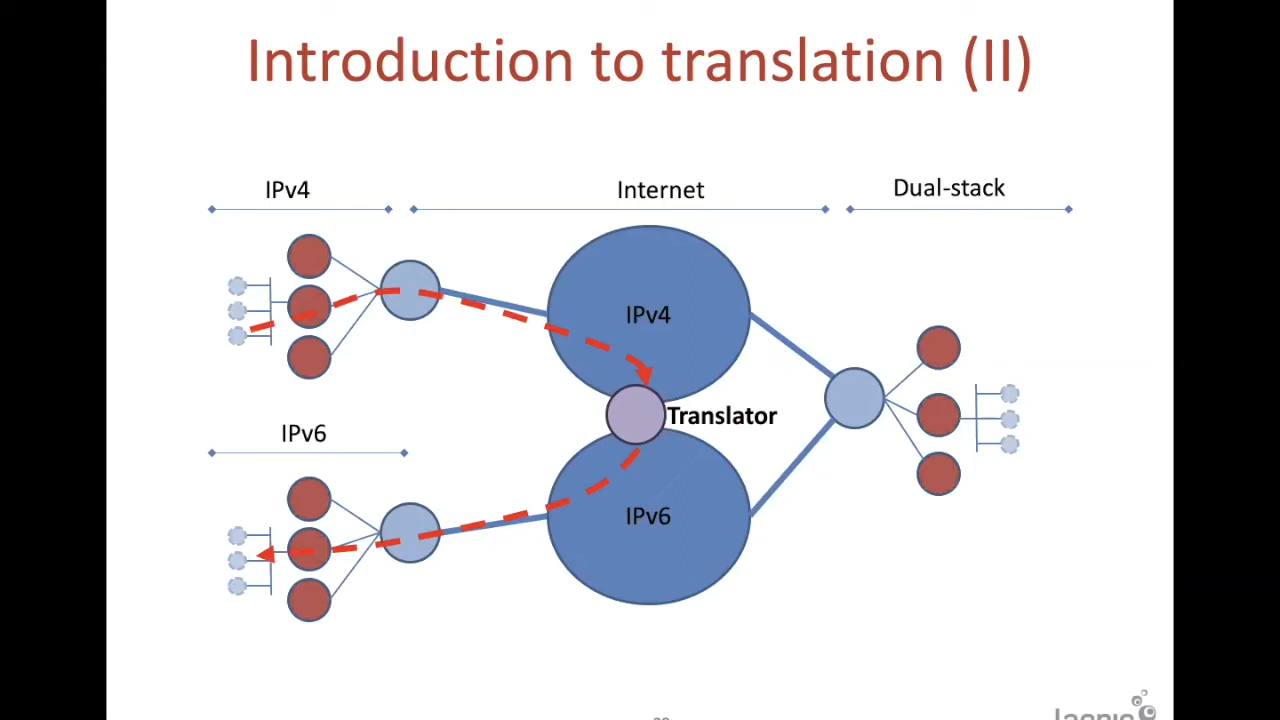 Introduction to translation (II)
IPv4
Internet
Dual-stack
IPv4
Translator
IPv6
IPv6